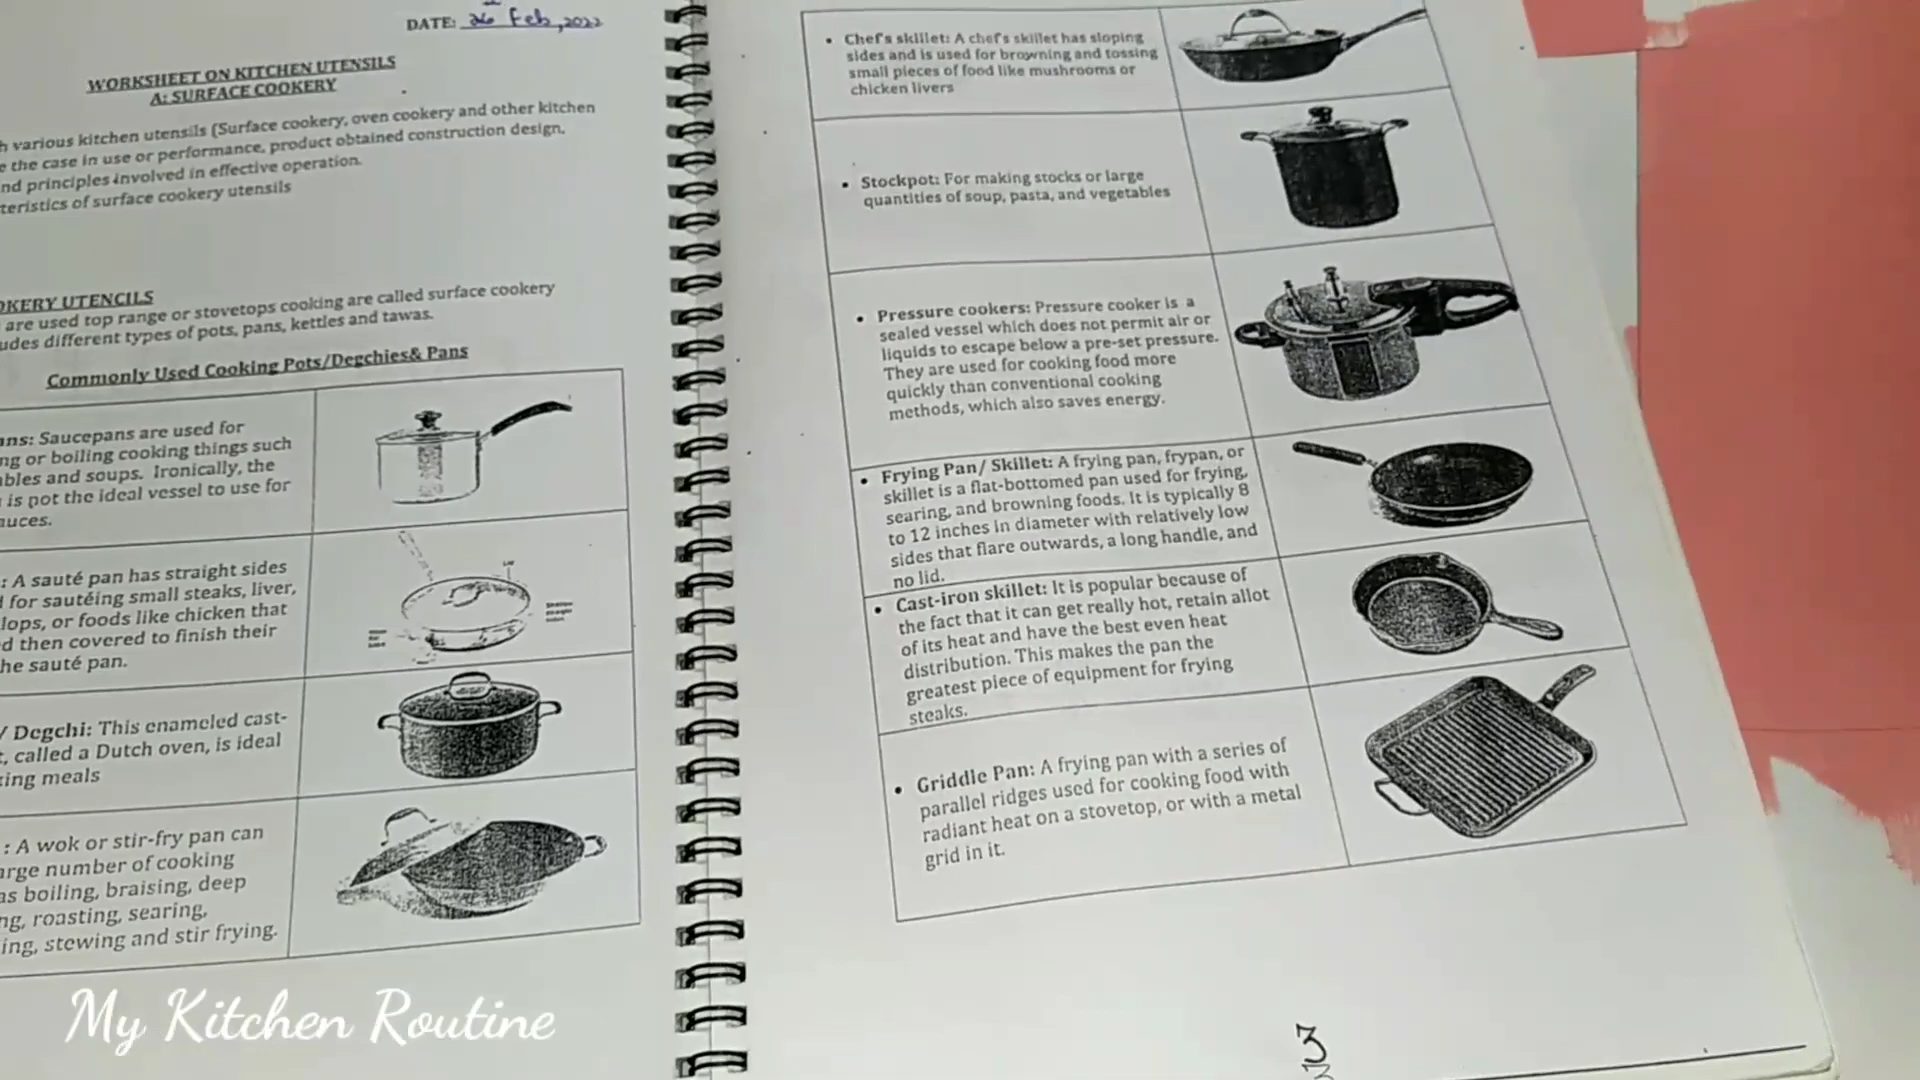 DATE: 26 Feb, 2022
WORKSHEET ON KITCHEN UTENSILS
A: SURFACE COOKERY
various kitchen utensils (Surface cookery, oven cookery and other kitchen
the case in use or performance, product obtained construction design,
principles involved in effective operation.
of surface cookery utensils
UTENCILS
are used top range or stovetops cooking are called surface cookery
different types of pots, pans, kettles and tawas.
Commonly Used Cooking Pots/Degchies& Pans
Saucepans are used for
or boiling cooking things such
and soups. Ironically, the
is pot the ideal vessel to use for
: A sauté pan has straight sides
for sautéing small steaks, liver,
or foods like chicken that
then covered to finish their
sauté pan.
/ Degchi: This enameled cast-
called a Dutch oven, is ideal
meals
: A wok or stir-fry pan can
number of cooking
boiling, braising, deep
roasting, searing,
stewing and stir frying.
• Chef's skillet: A chef's skillet has sloping
sides and is used for browning and tossing
small pieces of food like mushrooms or
chicken livers
• Stockpot: For making stocks or large
quantities of soup, pasta, and vegetables
• Pressure cookers: Pressure cooker is a
sealed vessel which does not permit air or
liquids to escape below a pre-set pressure.
They are used for cooking food more
quickly than conventional cooking
methods, which also saves energy.
• Frying Pan/ Skillet: A frying pan, frypan, or
skillet is a flat-bottomed pan used for frying,
searing, and browning foods. It is typically 8
to 12 inches in diameter with relatively low
sides that flare outwards, a long handle, and
no lid.
• Cast-iron skillet: It is popular because of
the fact that it can get really hot, retain allot
of its heat and have the best even heat
distribution. This makes the pan the
greatest piece of equipment for frying
steaks.
• Griddle Pan: A frying pan with a series of
parallel ridges used for cooking food with
radiant heat on a stovetop, or with a metal
grid in it.
3
My Kitchen Routine